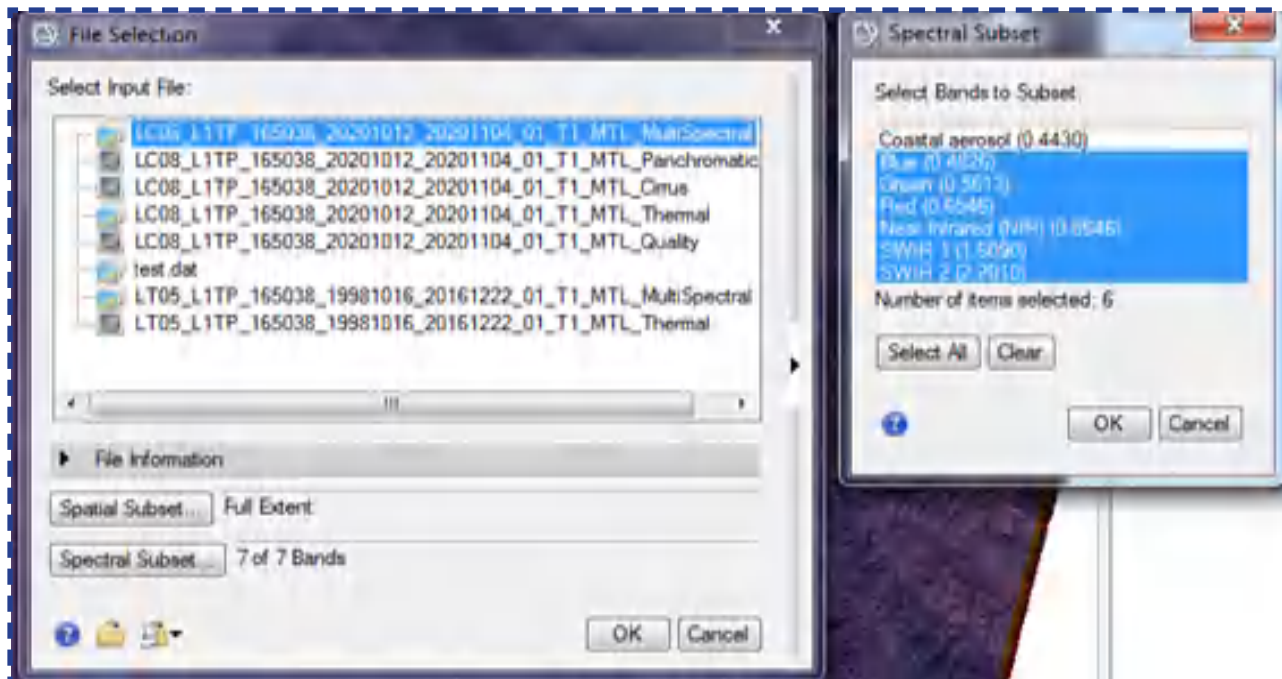 File Selection
Select Input File:
LC08_L1TP_165038_20201012_20201104_01_T1_MTL_MultiSpectral
LC08_L1TP_165038_20201012_20201104_01_T1_MTL_Panchromatic
LC08_L1TP_165038_20201012_20201104_01_T1_MTL_Cirrus
LC08_L1TP_165038_20201012_20201104_01_T1_MTL_Thermal
LC08_L1TP_165038_20201012_20201104_01_T1_MTL_Quality
test.dat
LT05_L1TP_165038_19981016_20161222_01_T1_MTL_MultiSpectral
LT05_L1TP_165038_19981016_20161222_01_T1_MTL_Thermal
File Information
Spatial Subset... Full Extent
Spectral Subset... 7 of 7 Bands
OK Cancel
Spectral Subset
Select Bands to Subset
Coastal aerosol (0.4430)
Blue (0.4826)
Green (0.5613)
Red (0.6546)
Near Infrared (NIR) (0.8646)
SWIR 1 (1.6090)
SWIR 2 (2.2010)
Number of items selected: 6
Select All Clear
OK Cancel